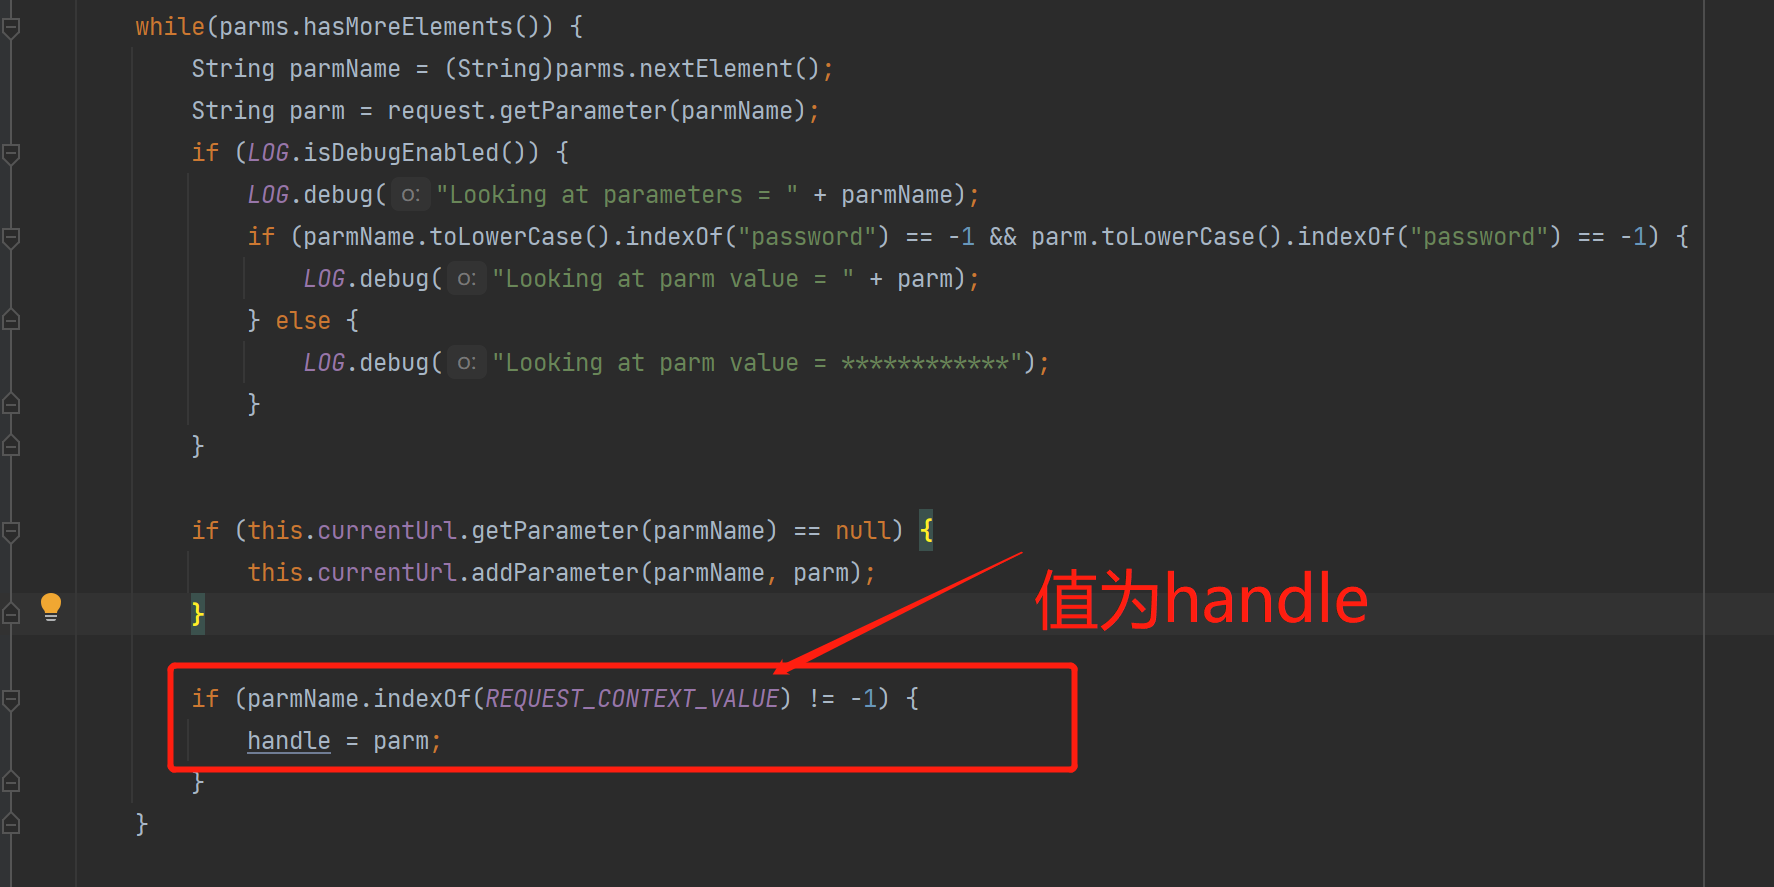 while(parms.hasMoreElements()) {
String parmName = (String)parms.nextElement();
String parm = request.getParameter(parmName);
if (LOG.isDebugEnabled()) {
LOG.debug( o: "Looking at parameters = " + parmName);
if (parmName.toLowerCase().indexOf("password") == -1 && parm.toLowerCase().indexOf("password") == -1) {
LOG.debug( o: "Looking at parm value = " + parm);
} else {
LOG.debug( o: "Looking at parm value = ************");
}
}
if (this.currentUrl.getParameter(parmName) == null) {
this.currentUrl.addParameter(parmName, parm);
}
值为handle
if (parmName.indexOf(REQUEST_CONTEXT_VALUE) != -1) {
handle = parm;
}
}